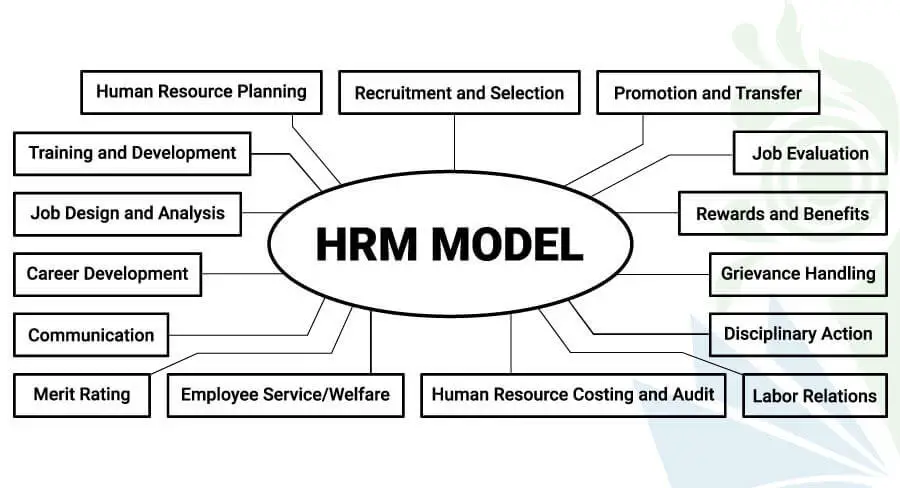 Human Resource Planning
Recruitment and Selection
Promotion and Transfer
Training and Development
Job Evaluation
Job Design and Analysis
Rewards and Benefits
HRM MODEL
Career Development
Grievance Handling
Communication
Disciplinary Action
Merit Rating
Employee Service/Welfare
Human Resource Costing and Audit
Labor Relations